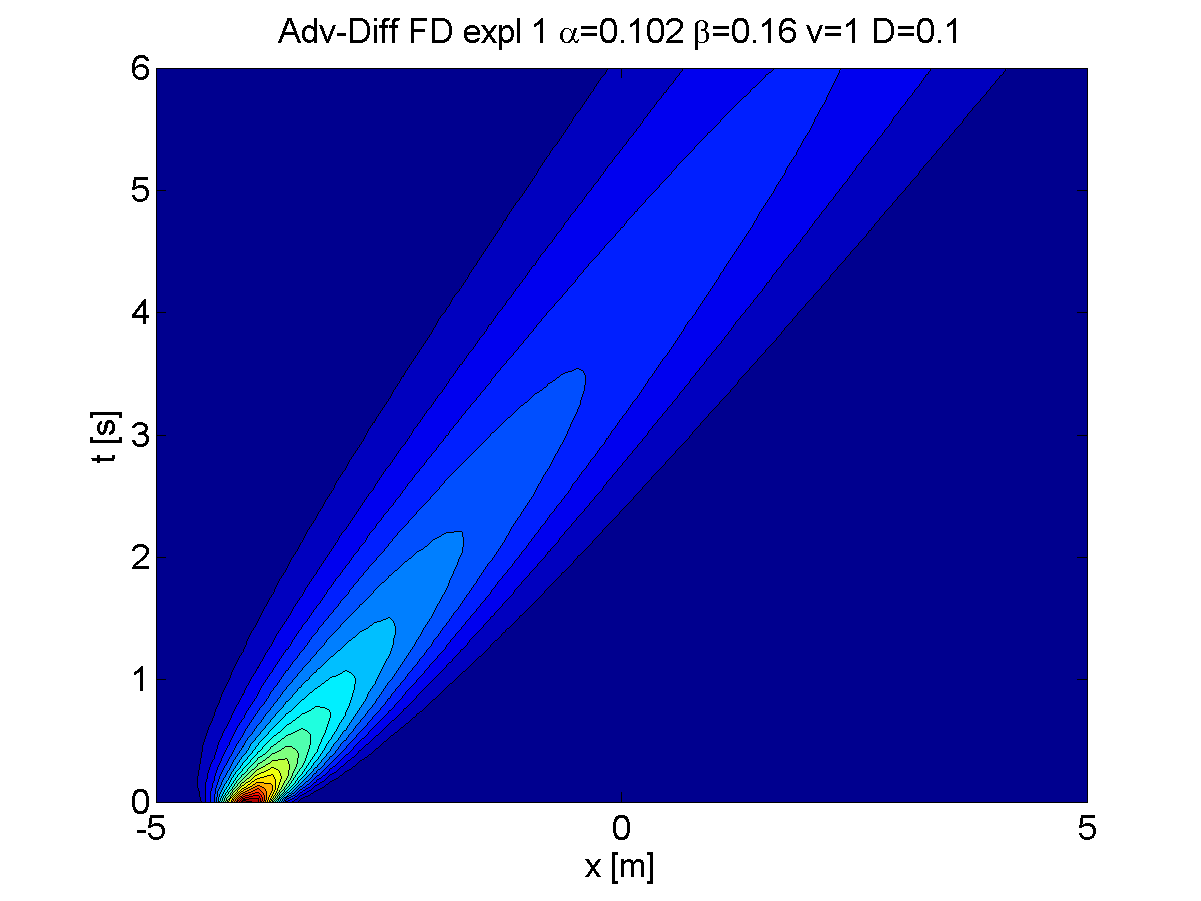 Adv-Diff FD expl 1 α=0.102 β=0.16 v=1 D=0.1
6
5
4
3
2
1
0
t [s]
-5 0 5
x [m]